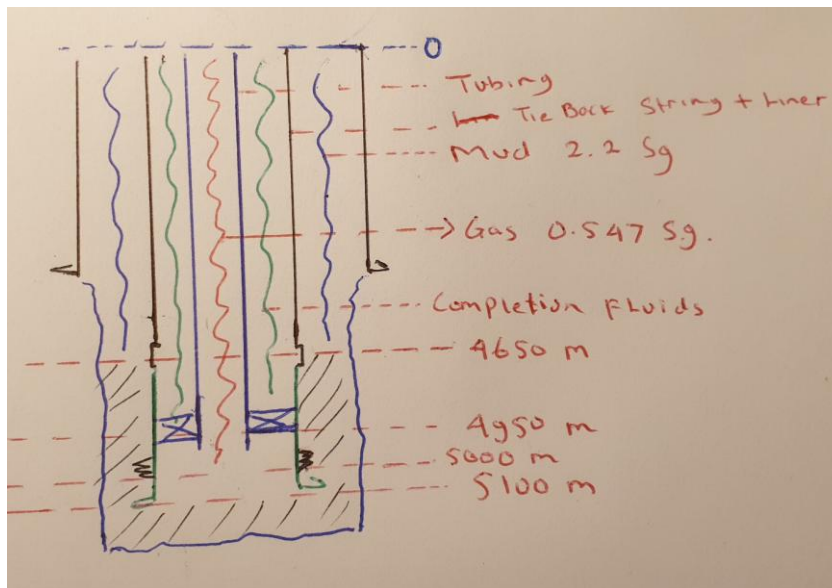 0
Tubing
Tie Back String + Liner
Mud 2.2 Sg
Gas 0.547 Sg.
Completion Fluids
4650 m
4950 m
5000 m
5100 m